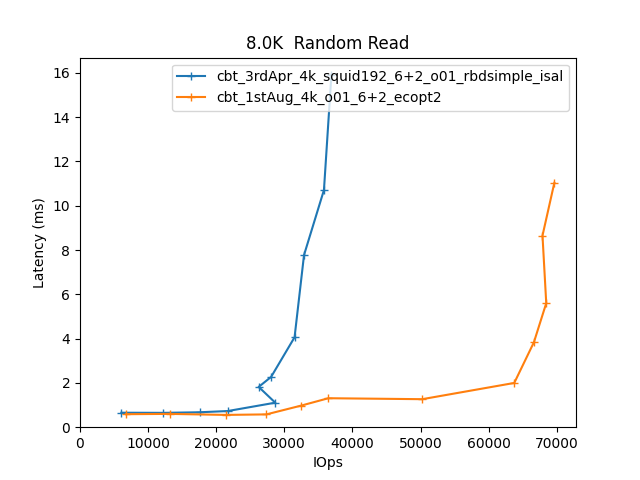 8.0K Random Read
cbt_3rdApr_4k_squid192_6+2_o01_rbdsimple_isal
cbt_1stAug_4k_o01_6+2_ecopt2
Latency (ms)
16
14
12
10
8
6
4
2
0
0 10000 20000 30000 40000 50000 60000 70000
IOps